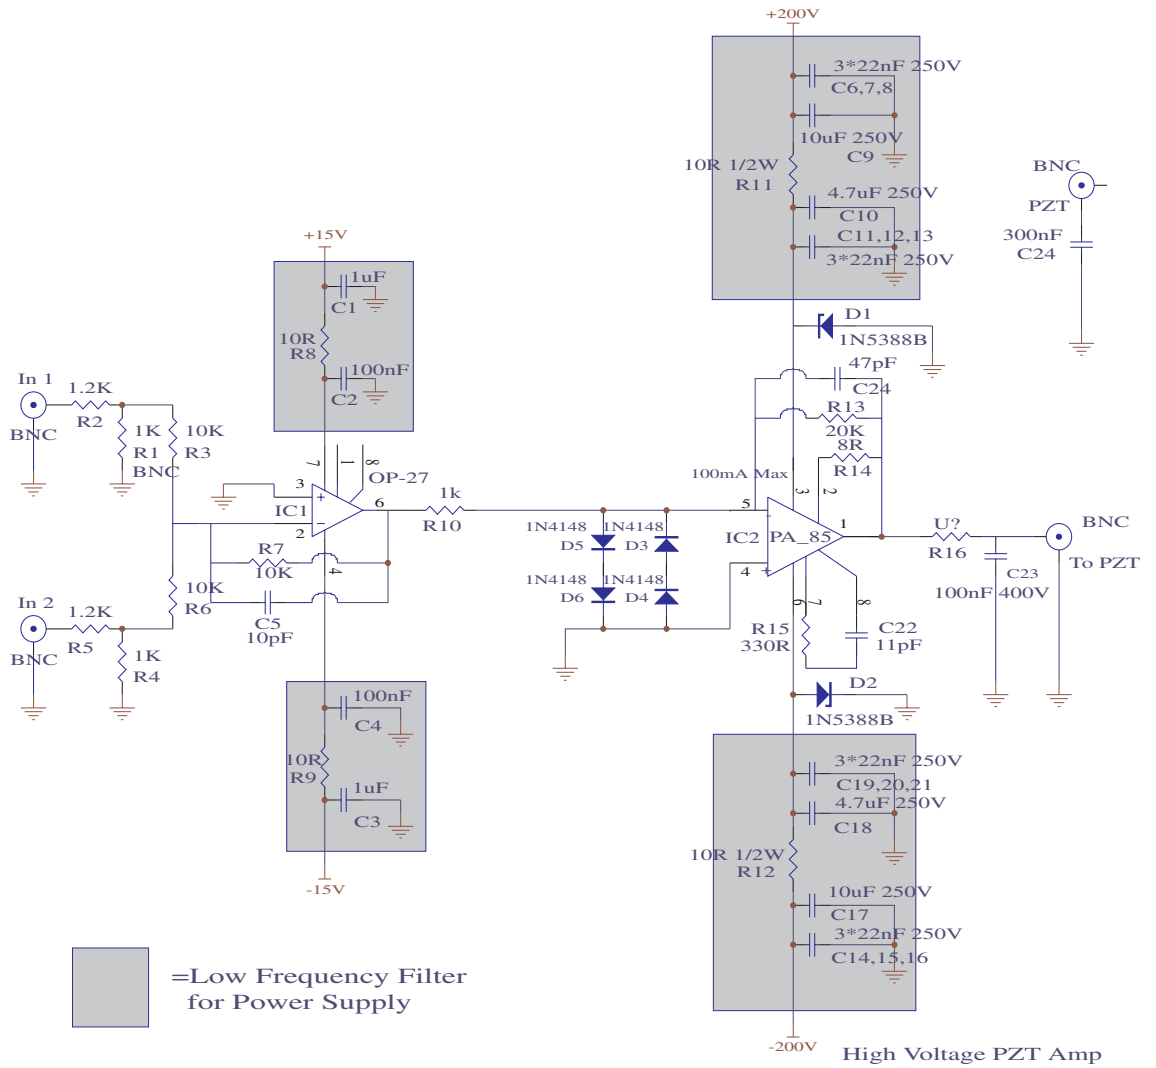 +200V
3*22nF 250V
C6,7,8
10uF 250V
C9
10R 1/2W
R11
4.7uF 250V
C10
C11,12,13
3*22nF 250V
BNC
PZT
300nF
C24
+15V
1uF
C1
10R
R8
100nF
C2
D1
1N5388B
47pF
C24
R13
20K
8R
R14
100mA Max
In 1
1.2K
R2
BNC
1K
R1
BNC
10K
R3
7
1
8
OP-27
3
+
IC1
−
2
6
4
1k
R10
R7
10K
C5
10pF
10K
R6
In 2
1.2K
R5
BNC
1K
R4
1N4148
D5
1N4148
D3
1N4148
D6
1N4148
D4
5
-
IC2
PA_85
4
+
3
2
1
6
7
8
U?
R16
BNC
To PZT
C23
100nF 400V
R15
330R
C22
11pF
D2
1N5388B
100nF
C4
10R
R9
1uF
C3
-15V
3*22nF 250V
C19,20,21
4.7uF 250V
C18
10R 1/2W
R12
10uF 250V
C17
3*22nF 250V
C14,15,16
-200V
=Low Frequency Filter
for Power Supply
High Voltage PZT Amp